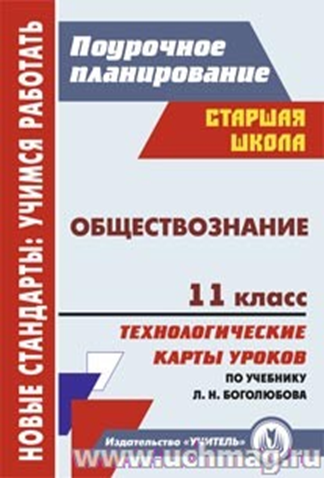 НОВЫЕ СТАНДАРТЫ: УЧИМСЯ РАБОТАТЬ
Поурочное
планирование
СТАРШАЯ
ШКОЛА
ОБЩЕСТВОЗНАНИЕ
11 класс
ТЕХНОЛОГИЧЕСКИЕ
КАРТЫ УРОКОВ
ПО УЧЕБНИКУ
Л. Н. БОГОЛЮБОВА
Издательство «УЧИТЕЛЬ»
www.uchmag.ru